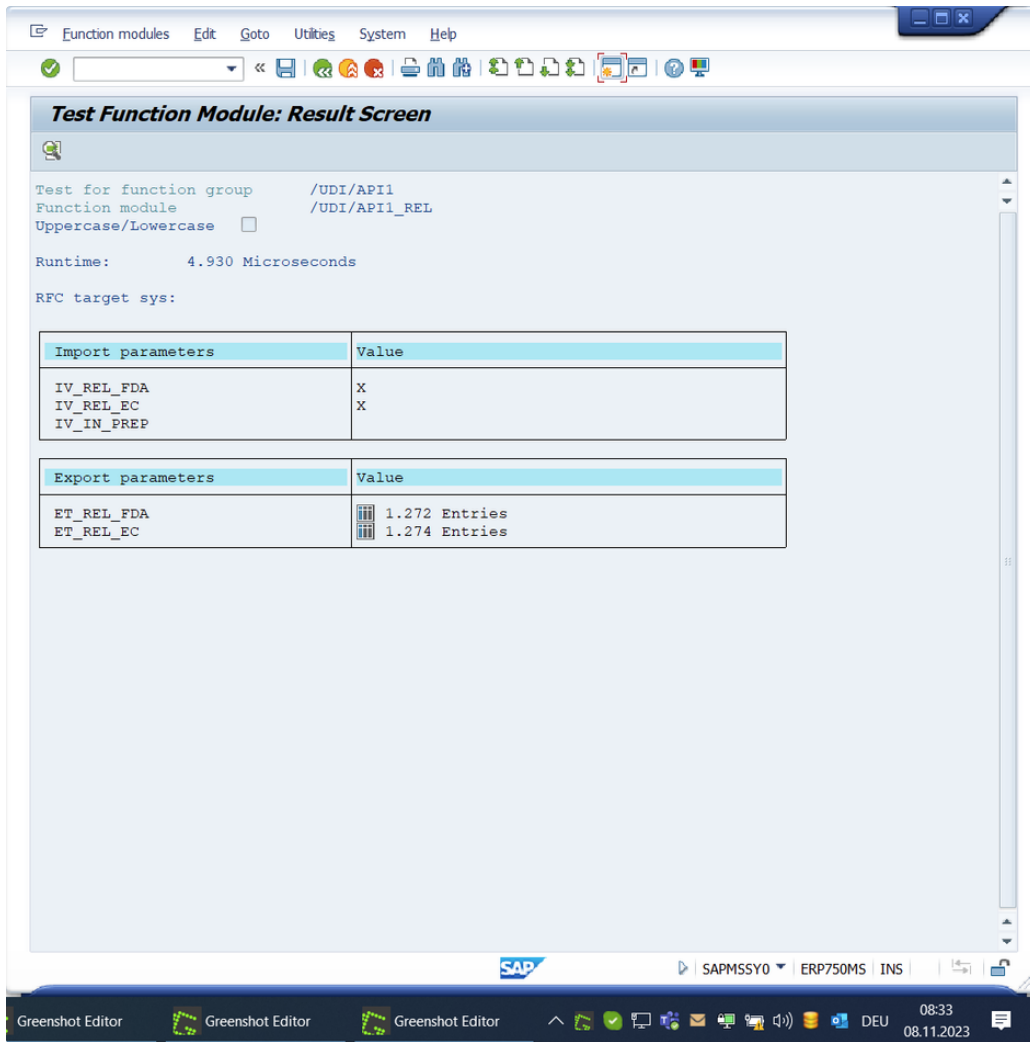 Function modules Edit Goto Utilities System Help
Test Function Module: Result Screen
Test for function group /UDI/API1
Function module /UDI/API1_REL
Uppercase/Lowercase
Runtime: 4.930 Microseconds
RFC target sys:
Import parameters Value
IV_REL_FDA X
IV_REL_EC X
IV_IN_PREP
Export parameters Value
ET_REL_FDA 1.272 Entries
ET_REL_EC 1.274 Entries
SAP SAPMSSY0 ERP750MS INS
Greenshot Editor Greenshot Editor Greenshot Editor DEU 08:33
08.11.2023